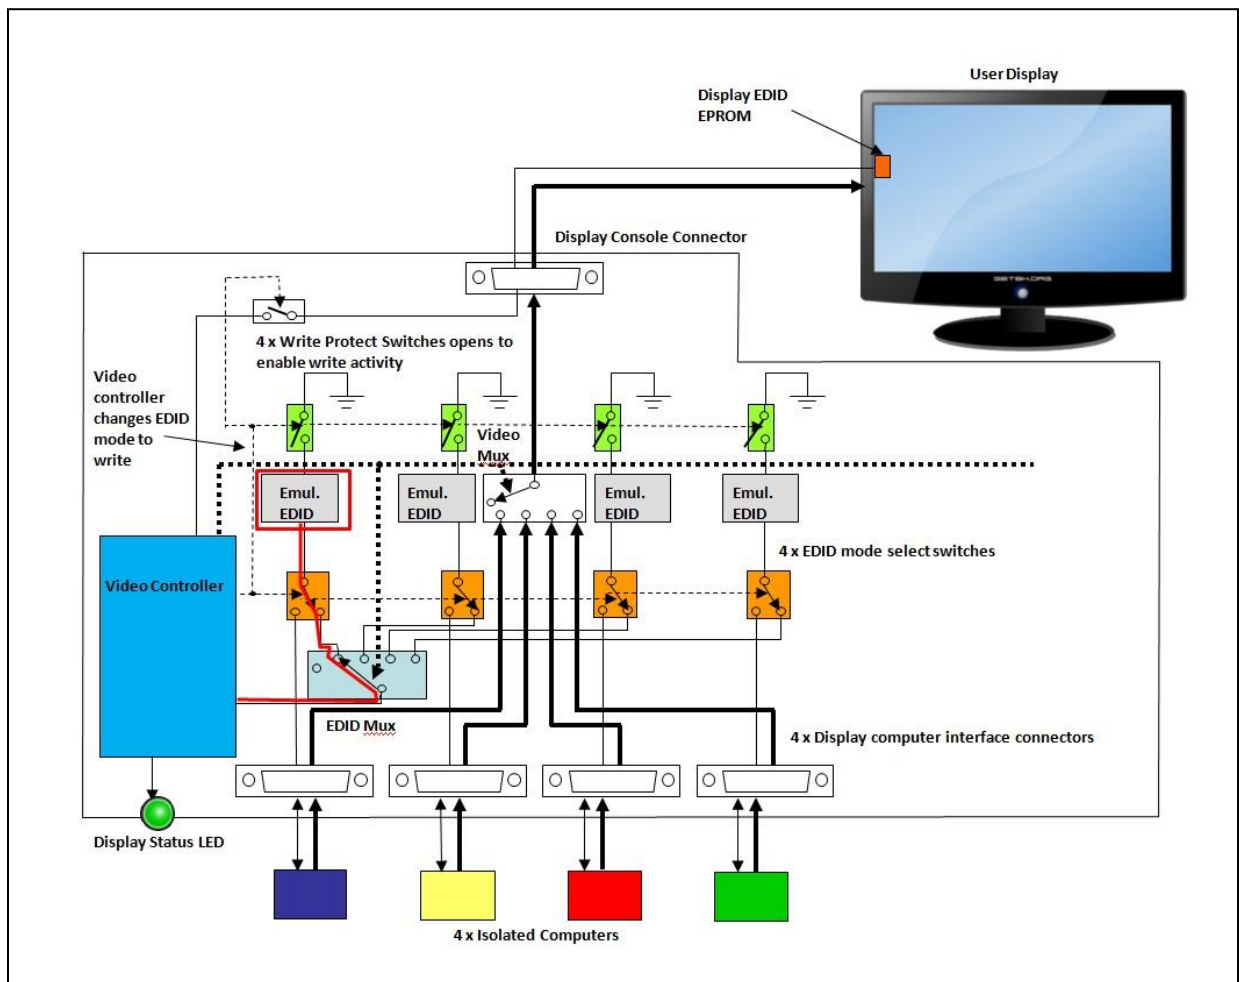 User Display
Display EDID
EPROM
GETEK.ORG
Display Console Connector
4 x Write Protect Switches opens to
enable write activity
Video
controller
changes EDID
mode to
write
Video
Mux
Emul.
EDID
Emul.
EDID
Emul.
EDID
Emul.
EDID
4 x EDID mode select switches
Video Controller
EDID Mux
4 x Display computer interface connectors
Display Status LED
4 x Isolated Computers